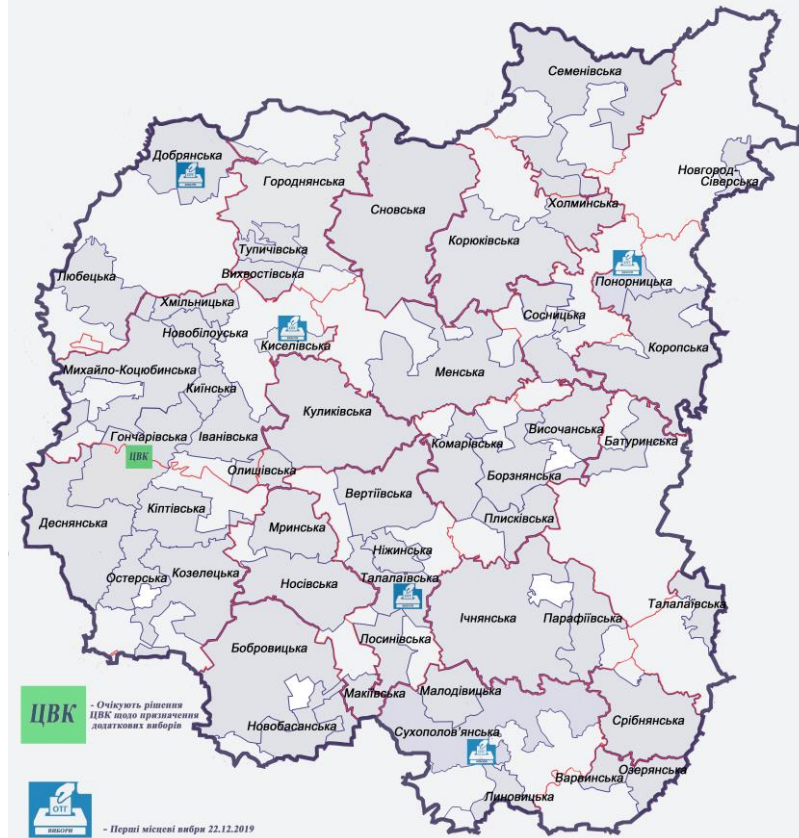 Семенівська
Добрянська
Городнянська
Новгород-
Сіверська
Сновська
Холминська
Корюківська
Тупичівська
Любецька
Вихвостівська
Понорницька
Хмільницька
Сосницька
Новобілоуська
Киселівська
Коропська
Михайло-Коцюбинська
Менська
Киїнська
Куликівська
Гончарівська
Іванівська
Комарівська
Височанська
Батуринська
ЦВК
Олишівська
Борзнянська
Вертіївська
Деснянська
Кіптівська
Плисківська
Мринська
Ніжинська
Остерська
Козелецька
Носівська
Талалаївська
Ічнянська
Парафіївська
Талалаївська
Лосинівська
Бобровицька
Макіївська
Малодівицька
Срібнянська
Новобасанська
Сухополов'янська
Озерянська
Варвинська
Линовицька
ЦВК
- Очікують рішення
ЦВК щодо призначення
додаткових виборів
ОТГ
ВИБОРИ
- Перші місцеві вибри 22.12.2019